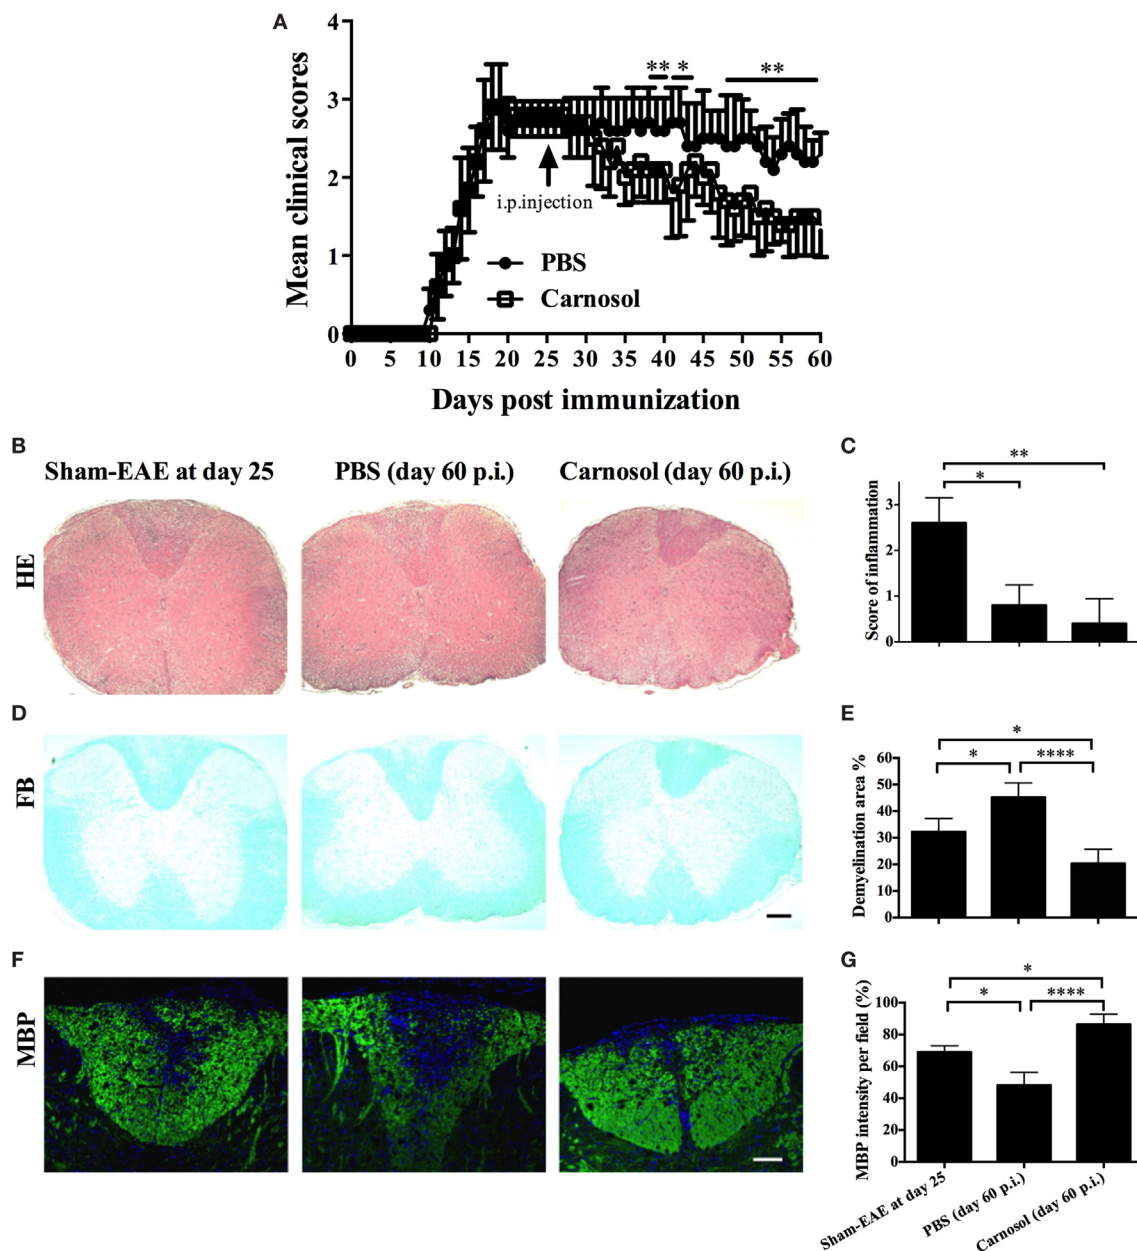 A
4
3
2
1
0
Mean clinical scores
** * **
i.p.injection
PBS
Carnosol
0 5 10 15 20 25 30 35 40 45 50 55 60
Days post immunization
B
Sham-EAE at day 25 PBS (day 60 p.i.) Carnosol (day 60 p.i.)
HE
C
Score of inflammation
3
2
1
0
**
*
D
FB
E
Demyelination area %
60
50
40
30
20
10
0
*
* ****
F
MBP
G
MBP intensity per field (%)
100
80
60
40
20
0
*
* ****
Sham-EAE at day 25
PBS (day 60 p.i.)
Carnosol (day 60 p.i.)